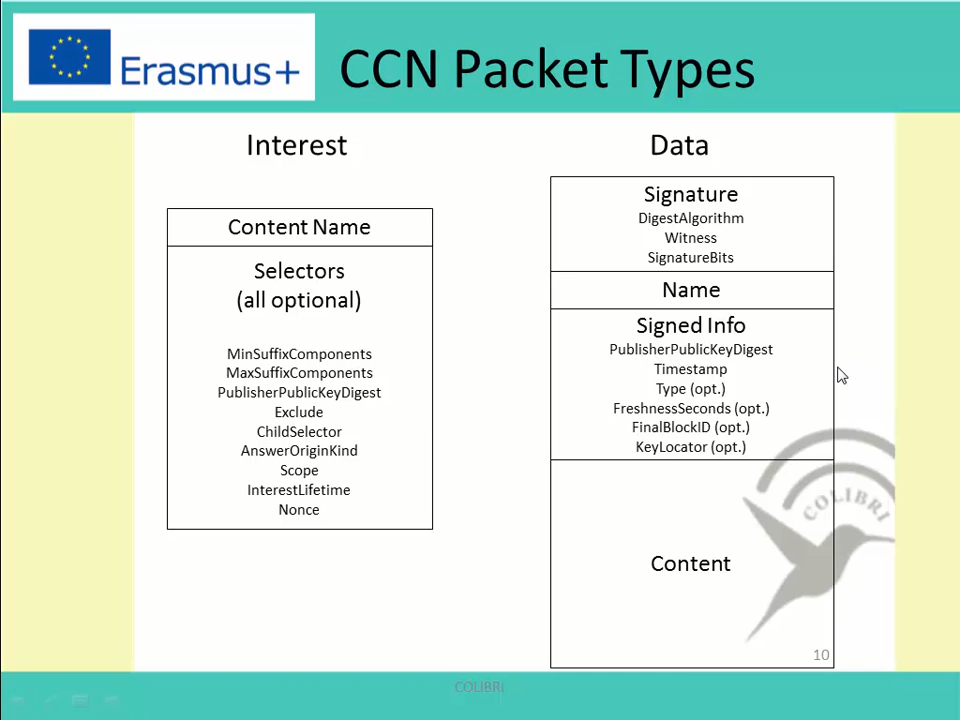 Erasmus+
CCN Packet Types
Interest
Content Name
Selectors
(all optional)
MinSuffixComponents
MaxSuffixComponents
PublisherPublicKeyDigest
Exclude
ChildSelector
AnswerOriginKind
Scope
InterestLifetime
Nonce
Data
Signature
DigestAlgorithm
Witness
SignatureBits
Name
Signed Info
PublisherPublicKeyDigest
Timestamp
Type (opt.)
FreshnessSeconds (opt.)
FinalBlockID (opt.)
KeyLocator (opt.)
Content
COLIBRI
10
COLIBRI